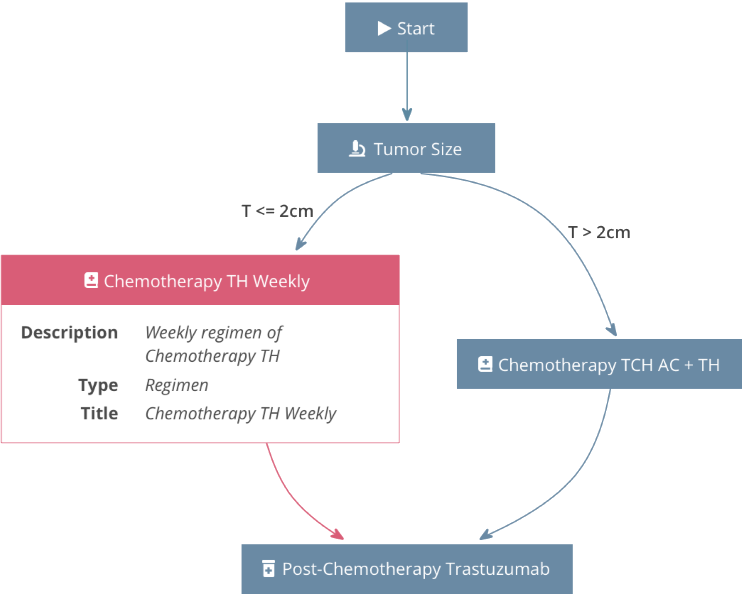 Start
Tumor Size
T <= 2cm
T > 2cm
Chemotherapy TH Weekly
Description Weekly regimen of
Chemotherapy TH
Type Regimen
Title Chemotherapy TH Weekly
Chemotherapy TCH AC + TH
Post-Chemotherapy Trastuzumab